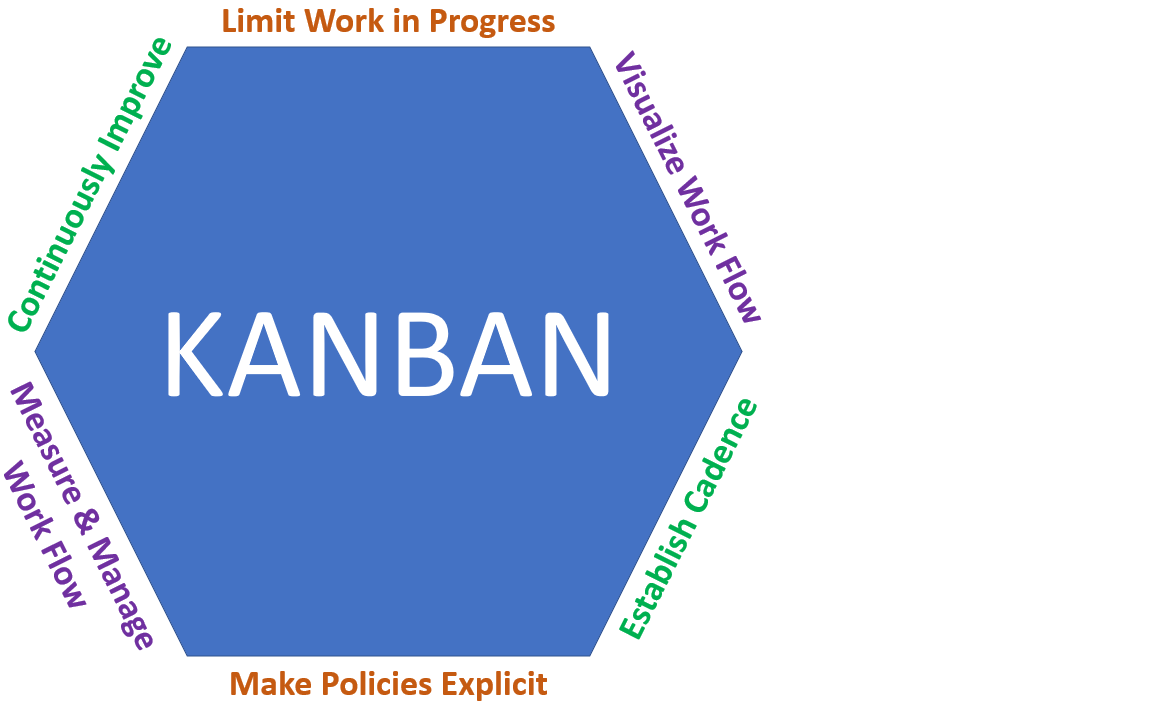 Limit Work in Progress
Continuously Improve
Visualize Work Flow
KANBAN
Measure & Manage
Work Flow
Establish Cadence
Make Policies Explicit